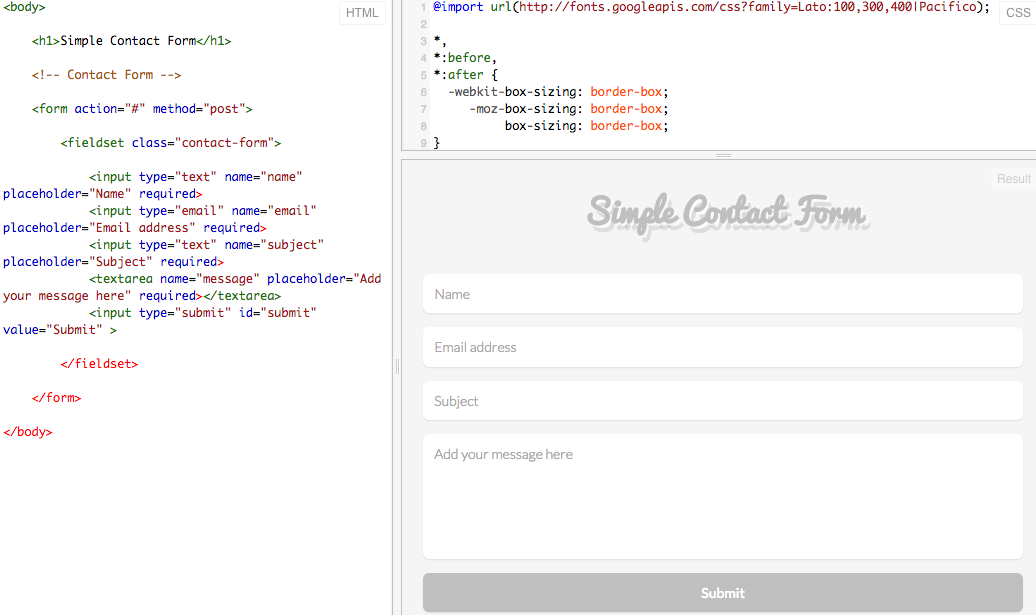 <body>
HTML
<h1>Simple Contact Form</h1>
<!-- Contact Form -->
<form action="#" method="post">
<fieldset class="contact-form">
<input type="text" name="name"
placeholder="Name" required>
<input type="email" name="email"
placeholder="Email address" required>
<input type="text" name="subject"
placeholder="Subject" required>
<textarea name="message" placeholder="Add
your message here" required></textarea>
<input type="submit" id="submit"
value="Submit" >
</fieldset>
</form>
</body>
1 @import url(http://fonts.googleapis.com/css?family=Lato:100,300,400|Pacifico);
CSS
2
3 *,
4 *:before,
5 *:after {
6 -webkit-box-sizing: border-box;
7 -moz-box-sizing: border-box;
8 box-sizing: border-box;
9 }
Result
Simple Contact Form
Name
Email address
Subject
Add your message here
Submit